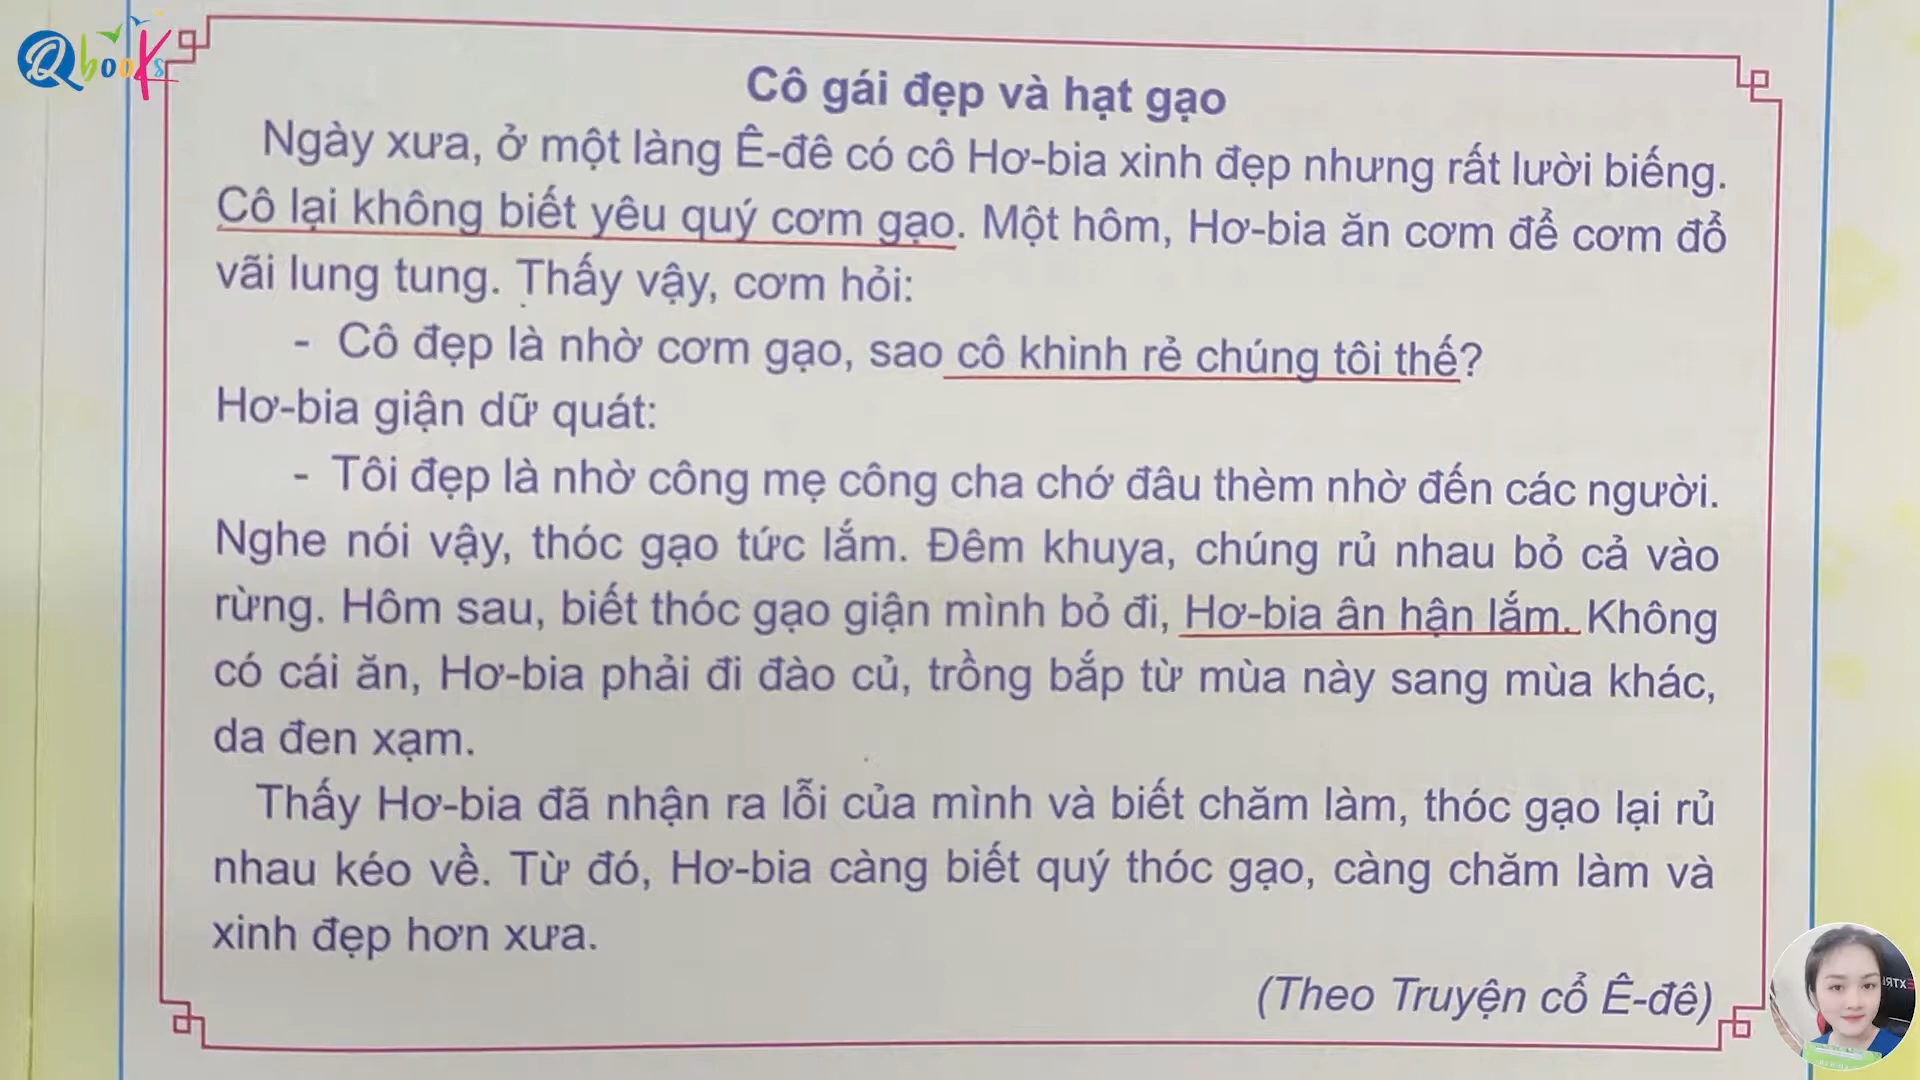 Qbooks
Cô gái đẹp và hạt gạo
Ngày xưa, ở một làng Ê-đê có cô Hơ-bia xinh đẹp nhưng rất lười biếng.
Cô lại không biết yêu quý cơm gạo. Một hôm, Hơ-bia ăn cơm để cơm đổ
vãi lung tung. Thấy vậy, cơm hỏi:
- Cô đẹp là nhờ cơm gạo, sao cô khinh rẻ chúng tôi thế?
Hơ-bia giận dữ quát:
- Tôi đẹp là nhờ công mẹ công cha chớ đâu thèm nhờ đến các người.
Nghe nói vậy, thóc gạo tức lắm. Đêm khuya, chúng rủ nhau bỏ cả vào
rừng. Hôm sau, biết thóc gạo giận mình bỏ đi, Hơ-bia ân hận lắm. Không
có cái ăn, Hơ-bia phải đi đào củ, trồng bắp từ mùa này sang mùa khác,
da đen xạm.
Thấy Hơ-bia đã nhận ra lỗi của mình và biết chăm làm, thóc gạo lại rủ
nhau kéo về. Từ đó, Hơ-bia càng biết quý thóc gạo, càng chăm làm và
xinh đẹp hơn xưa.
(Theo Truyện cổ Ê-đê)